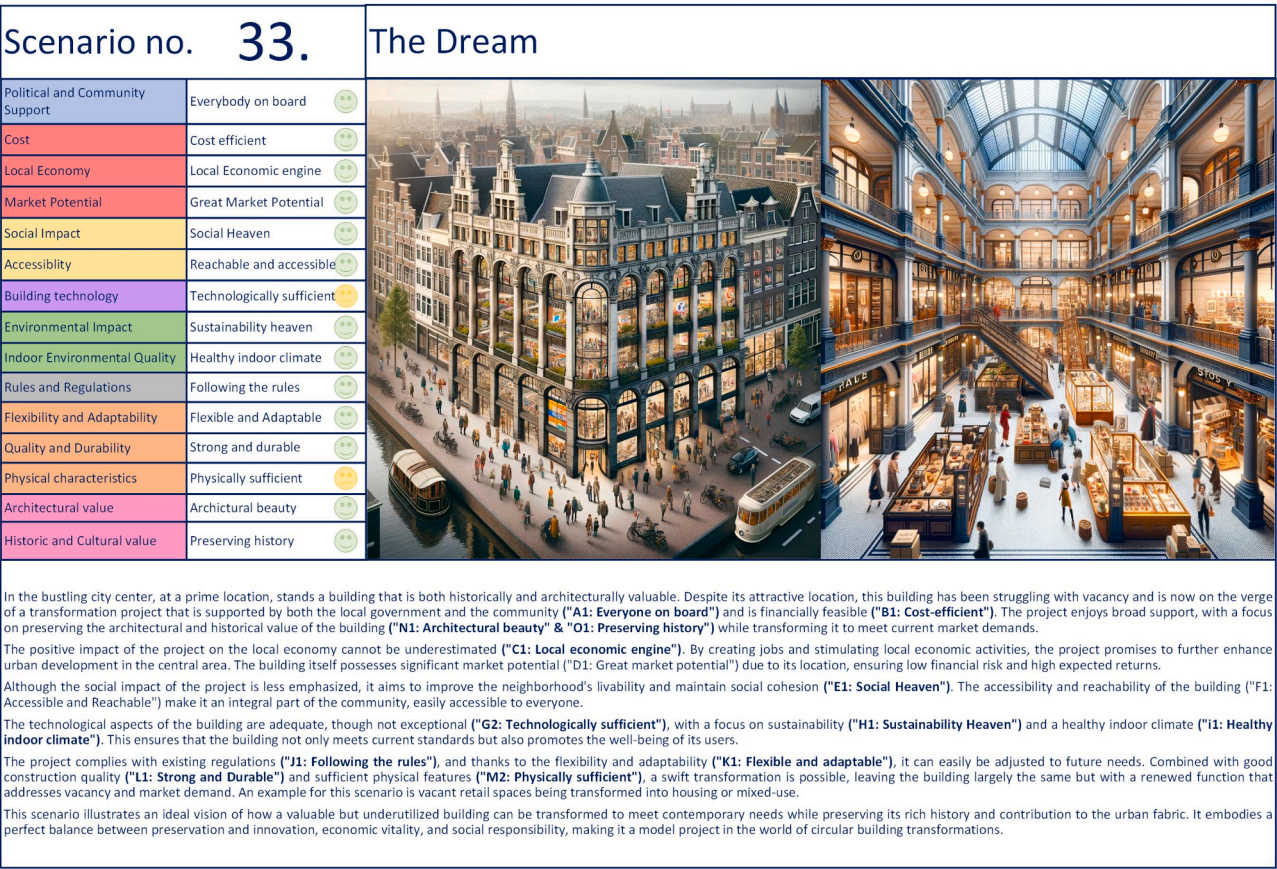 Scenario no. 33.
The Dream
Political and Community
Support
Everybody on board
Cost
Cost efficient
Local Economy
Local Economic engine
Market Potential
Great Market Potential
Social Impact
Social Heaven
Accessiblity
Reachable and accessible
Building technology
Technologically sufficient
Environmental Impact
Sustainability heaven
Indoor Environmental Quality
Healthy indoor climate
Rules and Regulations
Following the rules
Flexibility and Adaptability
Flexible and Adaptable
Quality and Durability
Strong and durable
Physical characteristics
Physically sufficient
Architectural value
Archictural beauty
Historic and Cultural value
Preserving history
In the bustling city center, at a prime location, stands a building that is both historically and architecturally valuable. Despite its attractive location, this building has been struggling with vacancy and is now on the verge
of a transformation project that is supported by both the local government and the community ("A1: Everyone on board") and is financially feasible ("B1: Cost-efficient"). The project enjoys broad support, with a focus
on preserving the architectural and historical value of the building ("N1: Architectural beauty" & "O1: Preserving history") while transforming it to meet current market demands.
The positive impact of the project on the local economy cannot be underestimated ("C1: Local economic engine"). By creating jobs and stimulating local economic activities, the project promises to further enhance
urban development in the central area. The building itself possesses significant market potential ("D1: Great market potential") due to its location, ensuring low financial risk and high expected returns.
Although the social impact of the project is less emphasized, it aims to improve the neighborhood's livability and maintain social cohesion ("E1: Social Heaven"). The accessibility and reachability of the building ("F1:
Accessible and Reachable") make it an integral part of the community, easily accessible to everyone.
The technological aspects of the building are adequate, though not exceptional ("G2: Technologically sufficient"), with a focus on sustainability ("H1: Sustainability Heaven") and a healthy indoor climate ("i1: Healthy
indoor climate"). This ensures that the building not only meets current standards but also promotes the well-being of its users.
The project complies with existing regulations ("J1: Following the rules"), and thanks to the flexibility and adaptability ("K1: Flexible and adaptable"), it can easily be adjusted to future needs. Combined with good
construction quality ("L1: Strong and Durable") and sufficient physical features ("M2: Physically sufficient"), a swift transformation is possible, leaving the building largely the same but with a renewed function that
addresses vacancy and market demand. An example for this scenario is vacant retail spaces being transformed into housing or mixed-use.
This scenario illustrates an ideal vision of how a valuable but underutilized building can be transformed to meet contemporary needs while preserving its rich history and contribution to the urban fabric. It embodies a
perfect balance between preservation and innovation, economic vitality, and social responsibility, making it a model project in the world of circular building transformations.